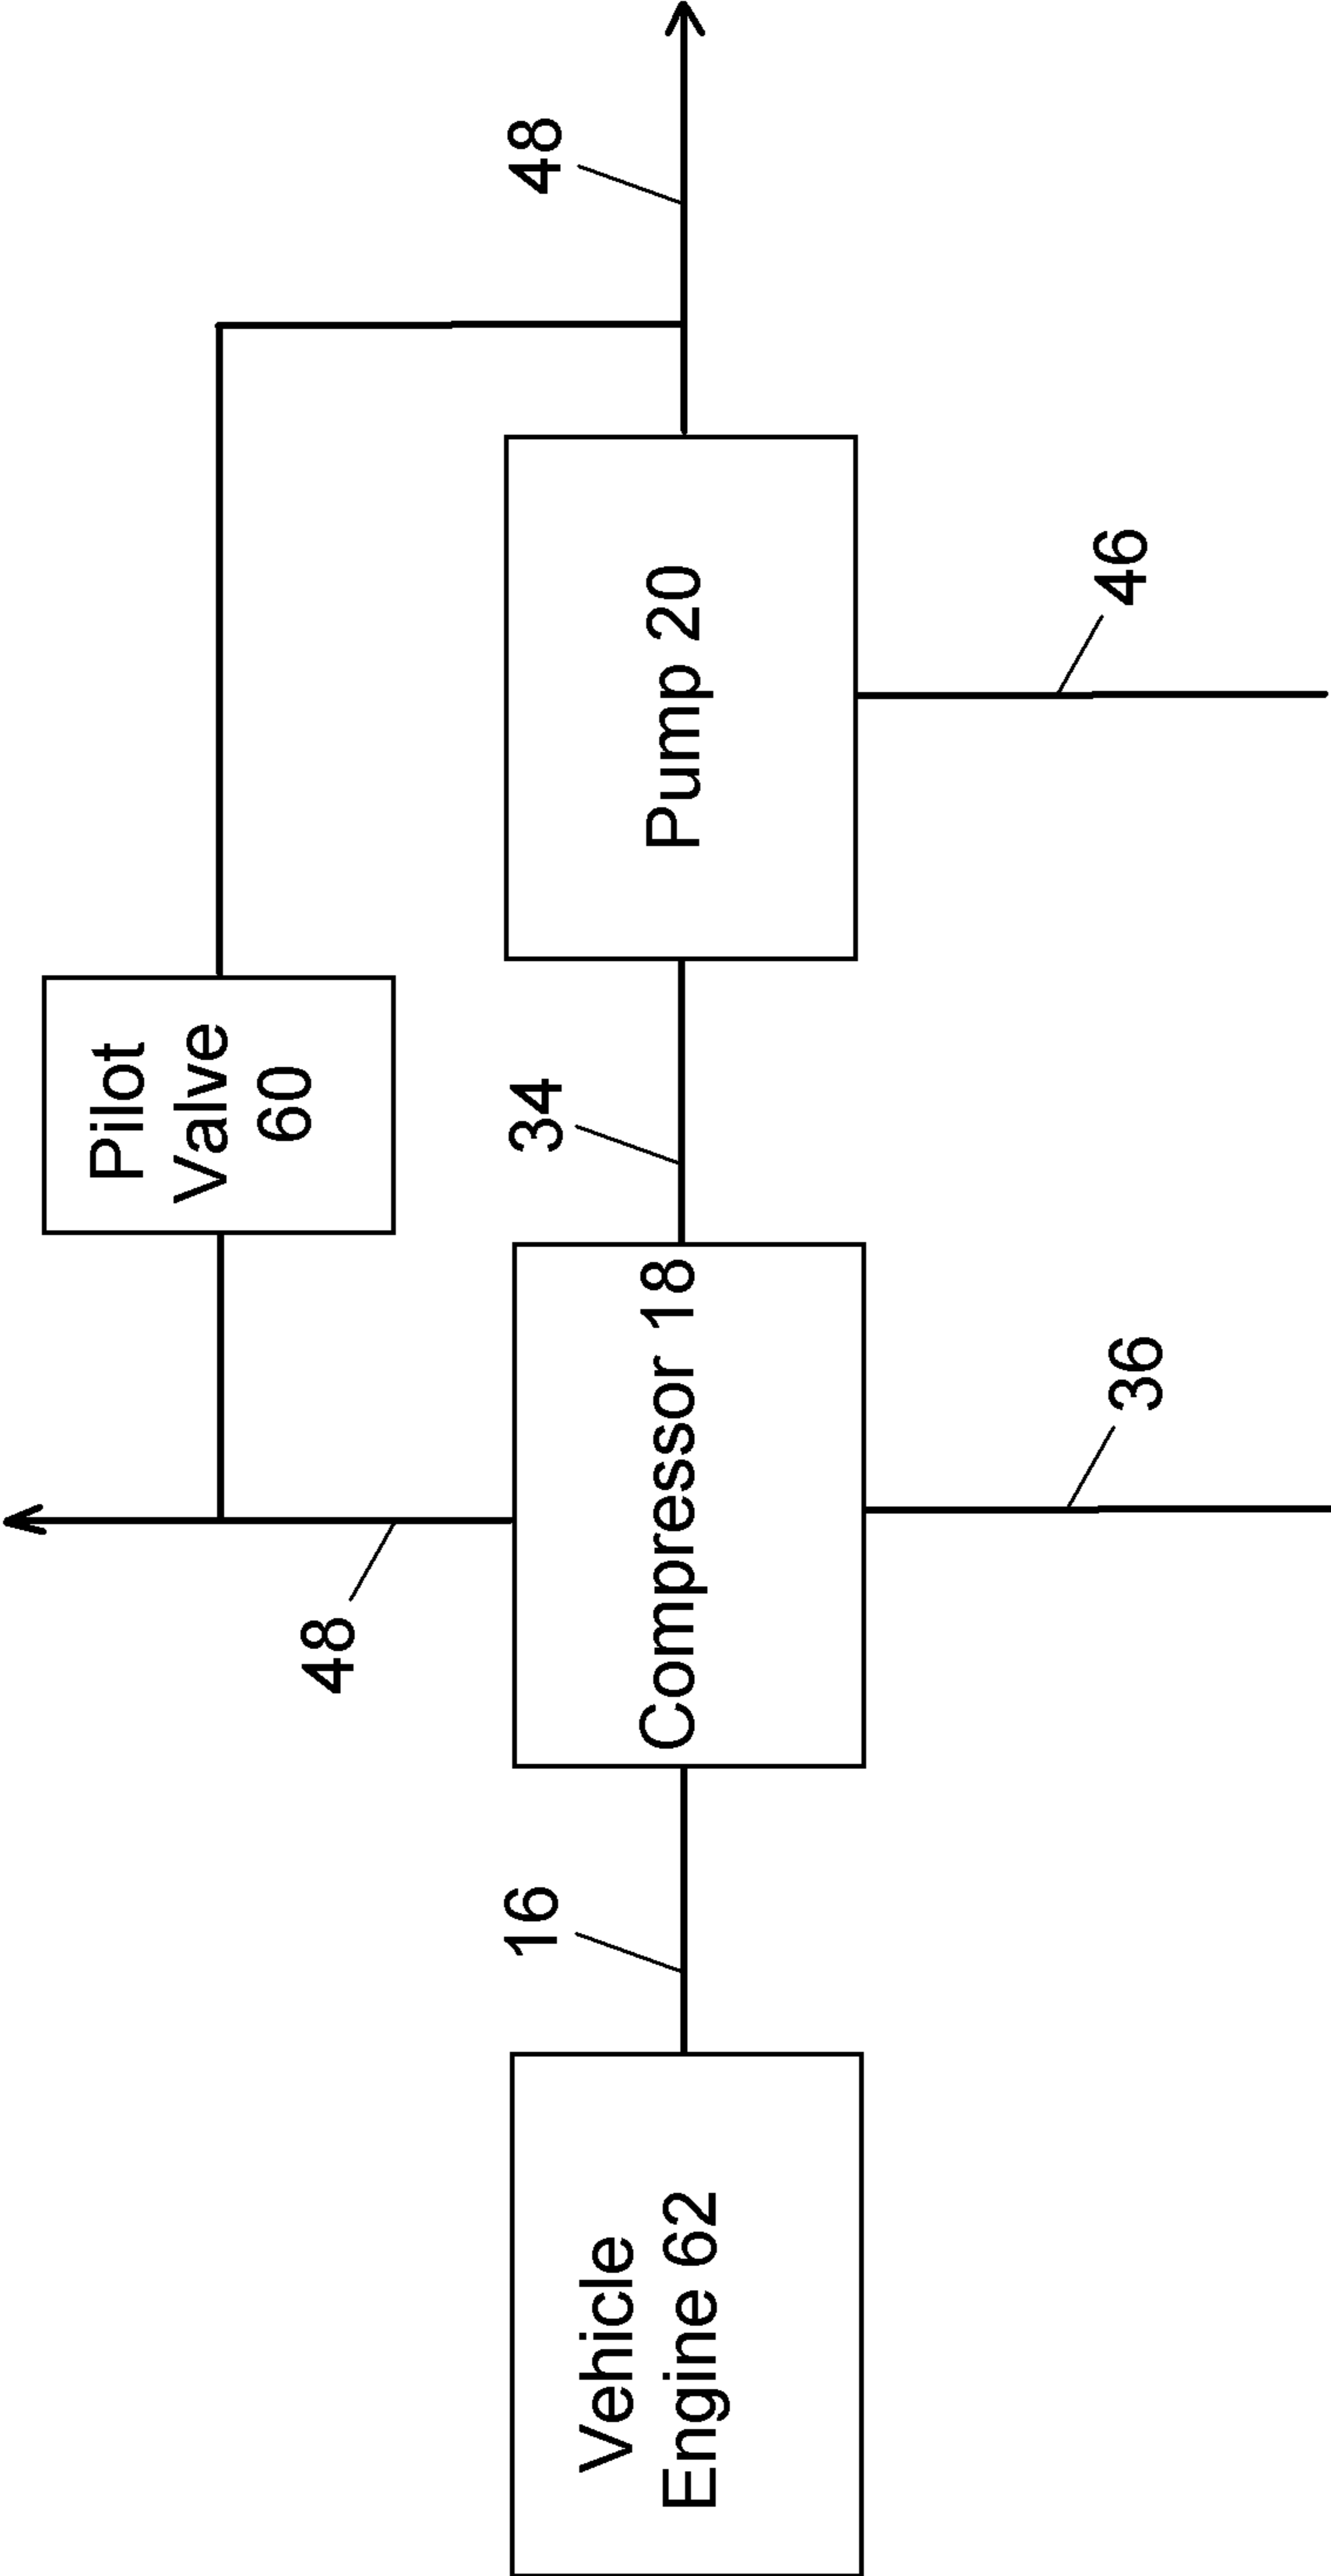 Pilot
Valve
60
48
48
16
34
Vehicle
Engine 62
Compressor 18
Pump 20
36
46